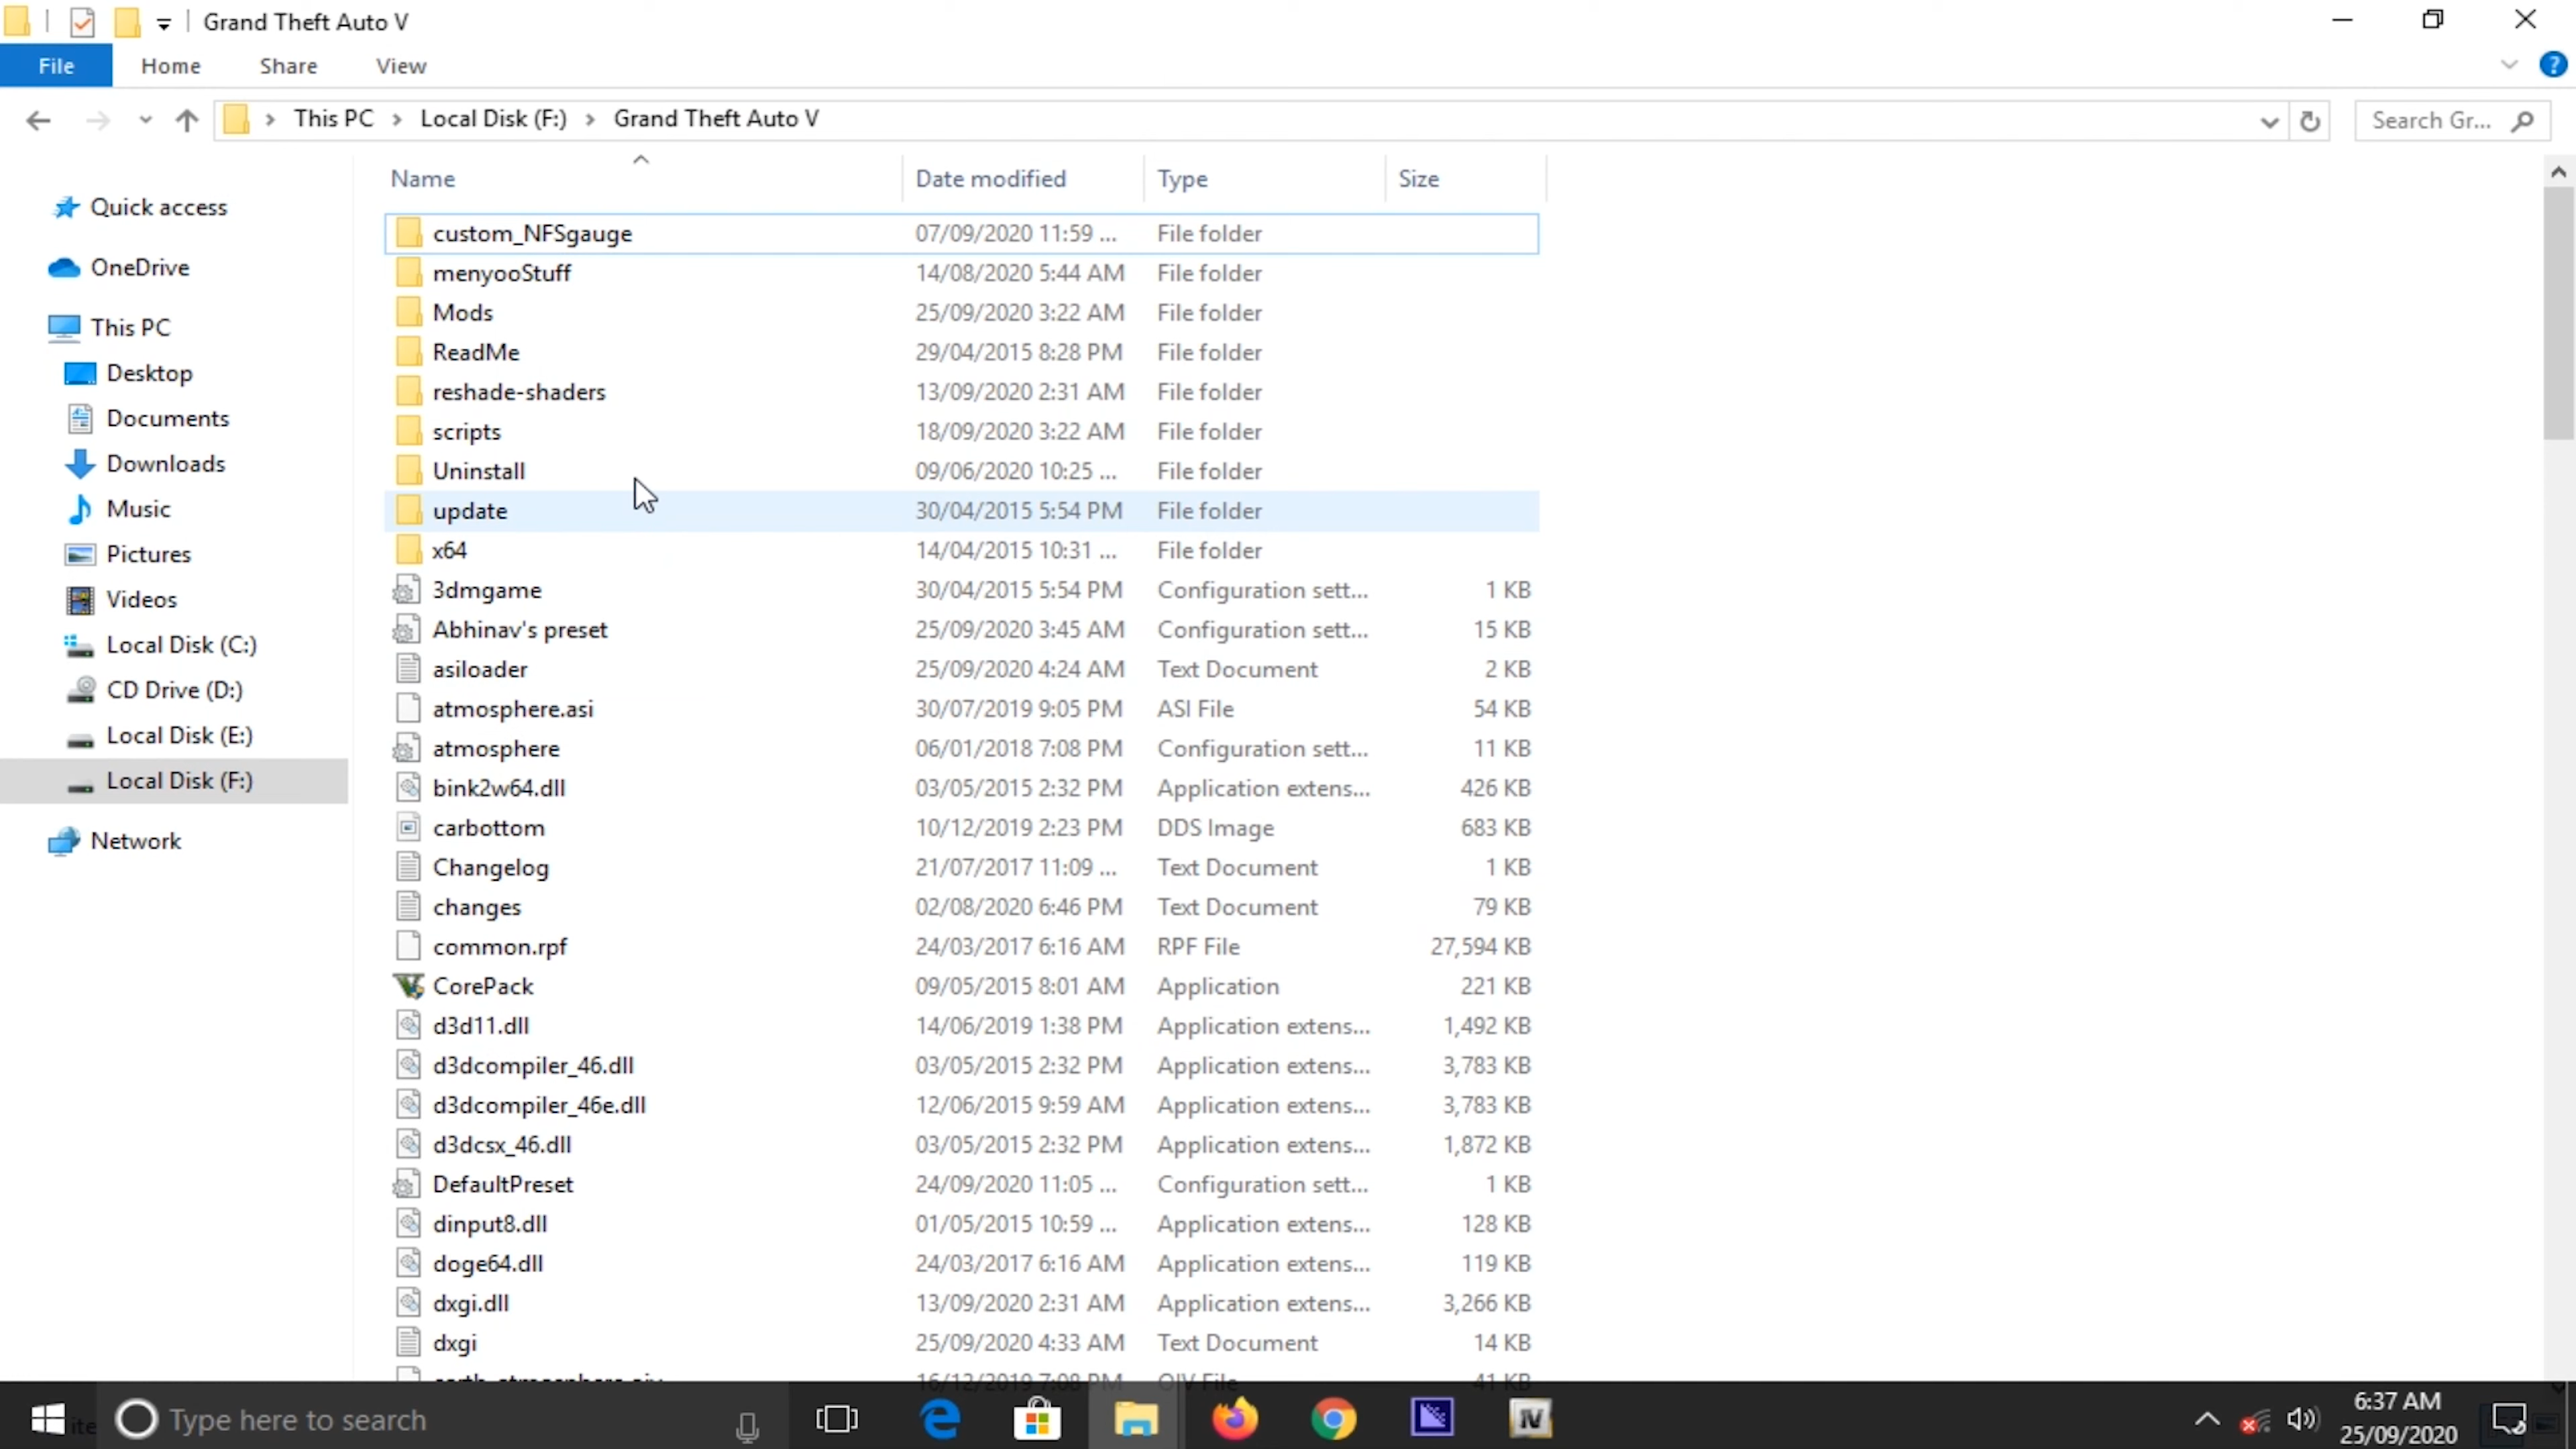 Grand Theft Auto V
File Home Share View
This PC Local Disk (F:) Grand Theft Auto V Search Gr...
Name Date modified Type Size
Quick access
OneDrive
This PC
Desktop
Documents
Downloads
Music
Pictures
Videos
Local Disk (C:)
CD Drive (D:)
Local Disk (E:)
Local Disk (F:)
Network
custom_NFSgauge 07/09/2020 11:59 ... File folder
menyooStuff 14/08/2020 5:44 AM File folder
Mods 25/09/2020 3:22 AM File folder
ReadMe 29/04/2015 8:28 PM File folder
reshade-shaders 13/09/2020 2:31 AM File folder
scripts 18/09/2020 3:22 AM File folder
Uninstall 09/06/2020 10:25 ... File folder
update 30/04/2015 5:54 PM File folder
x64 14/04/2015 10:31 ... File folder
3dmgame 30/04/2015 5:54 PM Configuration sett... 1 KB
Abhinav's preset 25/09/2020 3:45 AM Configuration sett... 15 KB
asiloader 25/09/2020 4:24 AM Text Document 2 KB
atmosphere.asi 30/07/2019 9:05 PM ASI File 54 KB
atmosphere 06/01/2018 7:08 PM Configuration sett... 11 KB
bink2w64.dll 03/05/2015 2:32 PM Application extens... 426 KB
carbottom 10/12/2019 2:23 PM DDS Image 683 KB
Changelog 21/07/2017 11:09 ... Text Document 1 KB
changes 02/08/2020 6:46 PM Text Document 79 KB
common.rpf 24/03/2017 6:16 AM RPF File 27,594 KB
CorePack 09/05/2015 8:01 AM Application 221 KB
d3d11.dll 14/06/2019 1:38 PM Application extens... 1,492 KB
d3dcompiler_46.dll 03/05/2015 2:32 PM Application extens... 3,783 KB
d3dcompiler_46e.dll 12/06/2015 9:59 AM Application extens... 3,783 KB
d3dcsx_46.dll 03/05/2015 2:32 PM Application extens... 1,872 KB
DefaultPreset 24/09/2020 11:05 ... Configuration sett... 1 KB
dinput8.dll 01/05/2015 10:59 ... Application extens... 128 KB
doge64.dll 24/03/2017 6:16 AM Application extens... 119 KB
dxgi.dll 13/09/2020 2:31 AM Application extens... 3,266 KB
dxgi 25/09/2020 4:33 AM Text Document 14 KB
16/12/2019 7:08 PM OIV File 41 KB
Type here to search
IV
6:37 AM
25/09/2020